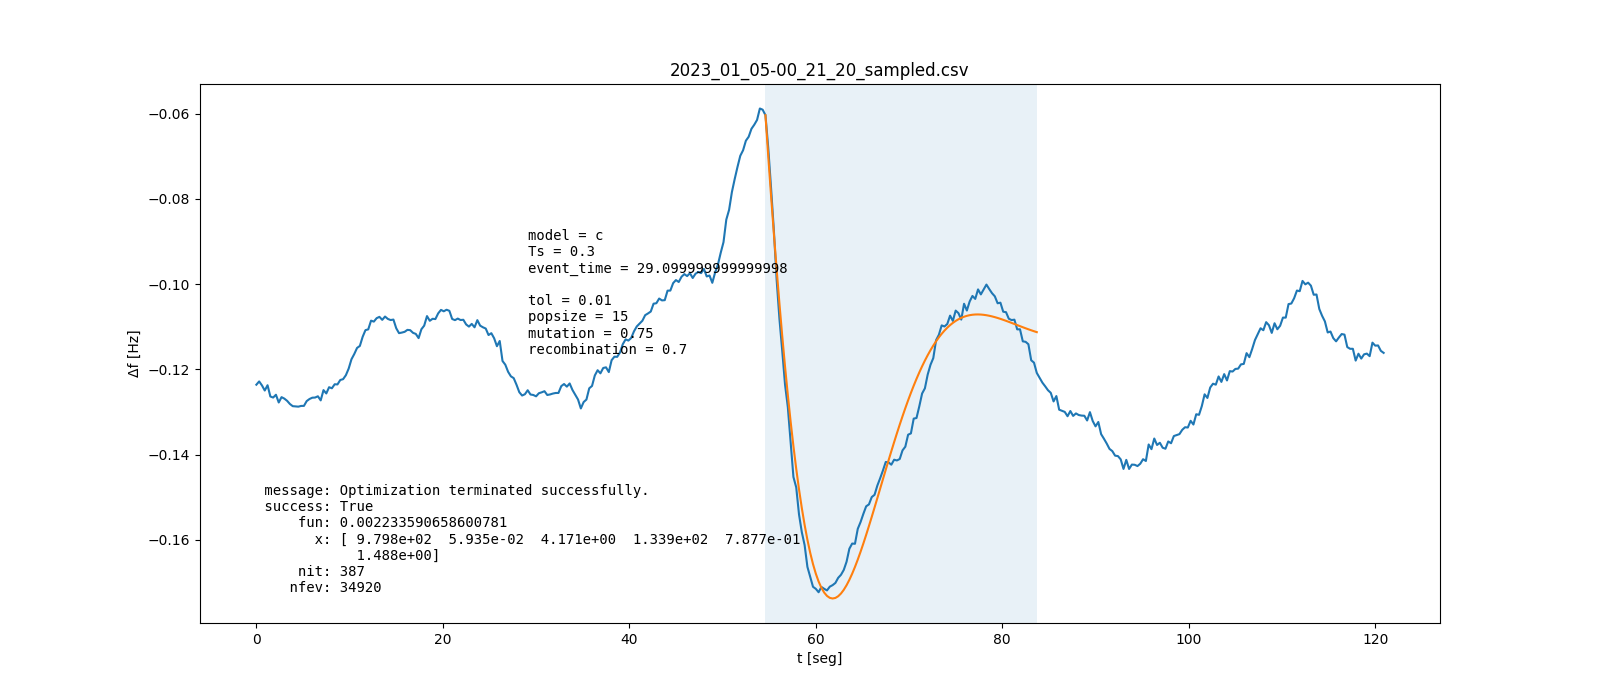 2023_01_05-00_21_20_sampled.csv
Δf [Hz]
−0.06
−0.08
−0.10
−0.12
−0.14
−0.16
model = c
Ts = 0.3
event_time = 29.099999999999998
tol = 0.01
popsize = 15
mutation = 0.75
recombination = 0.7
message: Optimization terminated successfully.
success: True
fun: 0.002233590658600781
x: [ 9.798e+02 5.935e-02 4.171e+00 1.339e+02 7.877e-01
1.488e+00]
nit: 387
nfev: 34920
0 20 40 60 80 100 120
t [seg]